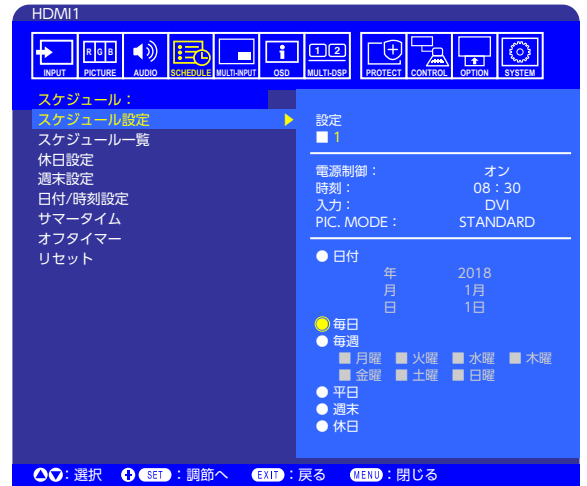 HDMI1
INPUT RGB PICTURE AUDIO SCHEDULE MULTI-INPUT i OSD 12 MULTI-DSP PROTECT CONTROL OPTION SYSTEM
スケジュール：
スケジュール設定
スケジュール一覧
休日設定
週末設定
日付/時刻設定
サマータイム
オフタイマー
リセット
設定
1
電源制御： オン
時刻： 08：30
入力： DVI
PIC. MODE： STANDARD
日付
年 2018
月 1月
日 1日
毎日
毎週
月曜 火曜 水曜 木曜
金曜 土曜 日曜
平日
週末
休日
：選択 SET：調節へ EXIT：戻る MENU：閉じる